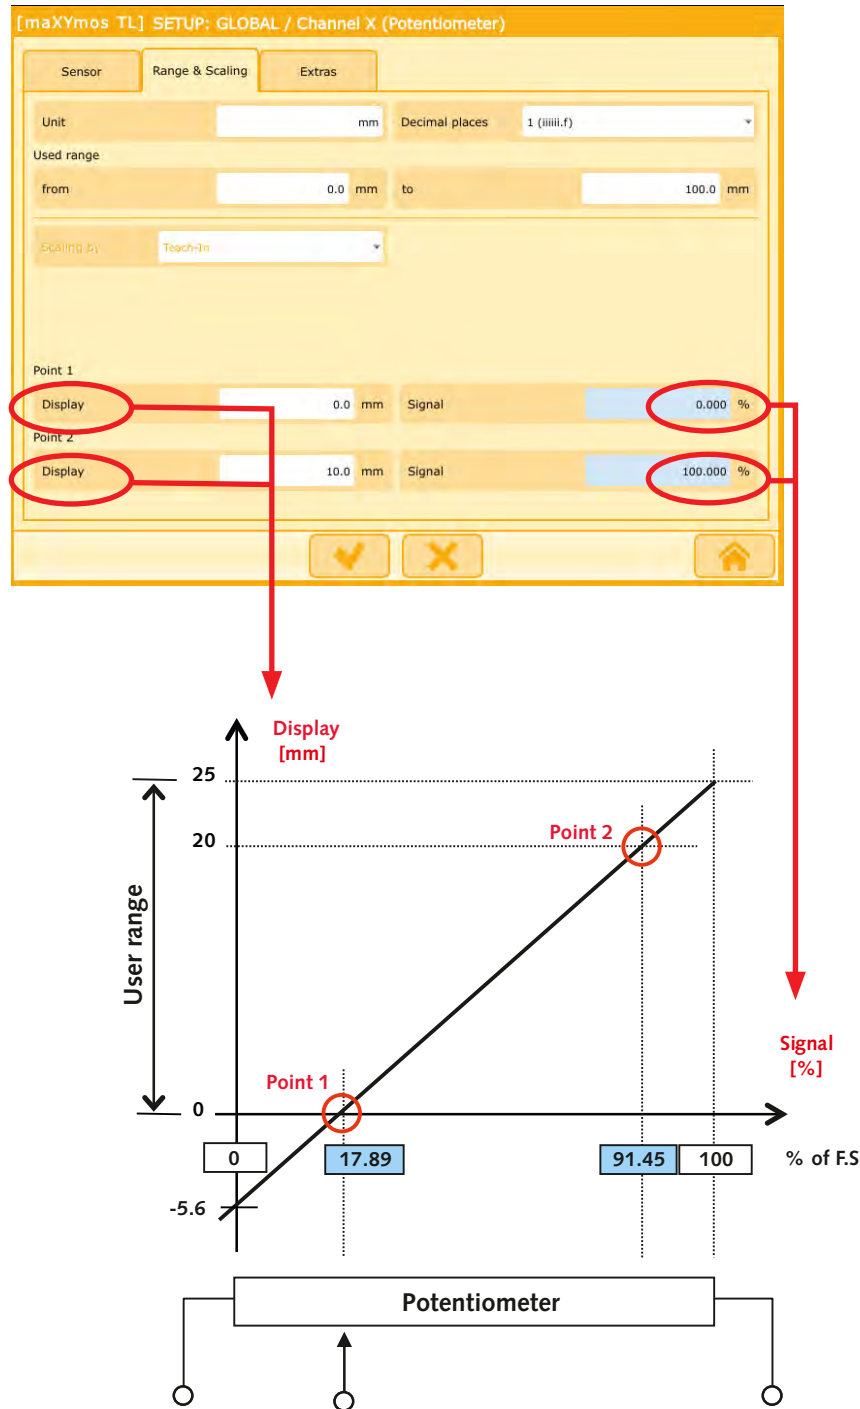 [maXYmos TL] SETUP: GLOBAL / Channel X (Potentiometer)
Sensor Range & Scaling Extras
Unit mm Decimal places 1 (iiiiii.f)
Used range
from 0.0 mm to 100.0 mm
Scaling by Teach-In
Point 1
Display 0.0 mm Signal 0.000 %
Point 2
Display 10.0 mm Signal 100.000 %
Display
[mm]
25
20
Point 2
User range
Signal
[%]
Point 1
0
0 17.89 91.45 100 % of F.S
-5.6
Potentiometer